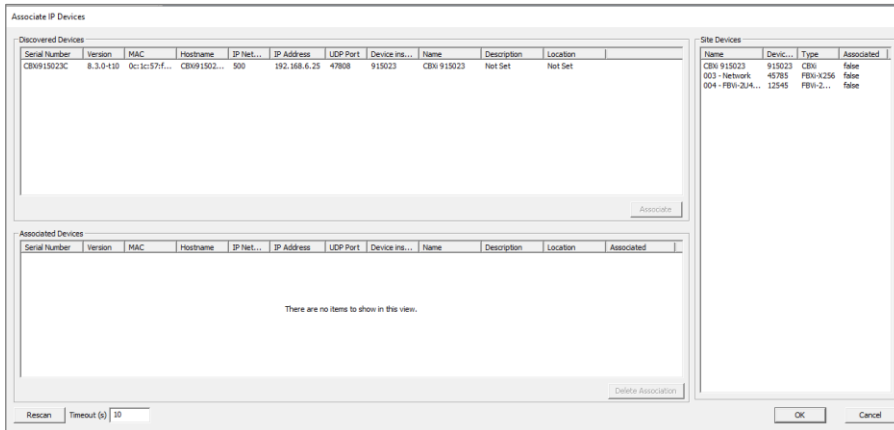 Associate IP Devices
Discovered Devices
Serial Number Version MAC Hostname IP Net... IP Address UDP Port Device ins... Name Description Location
CBXi915023C 8.3.0-t10 0c:1c:57:f... CBXi91502... 500 192.168.6.25 47808 915023 CBXi 915023 Not Set Not Set
Associate
Associated Devices
Serial Number Version MAC Hostname IP Net... IP Address UDP Port Device ins... Name Description Location Associated
There are no items to show in this view.
Delete Association
Rescan Timeout (s) 10
Site Devices
Name Devic... Type Associated
CBXi 915023 915023 CBXi false
003 - Network 45785 FBXi-X256 false
004 - FBVi-2U4... 12545 FBVi-2... false
OK Cancel